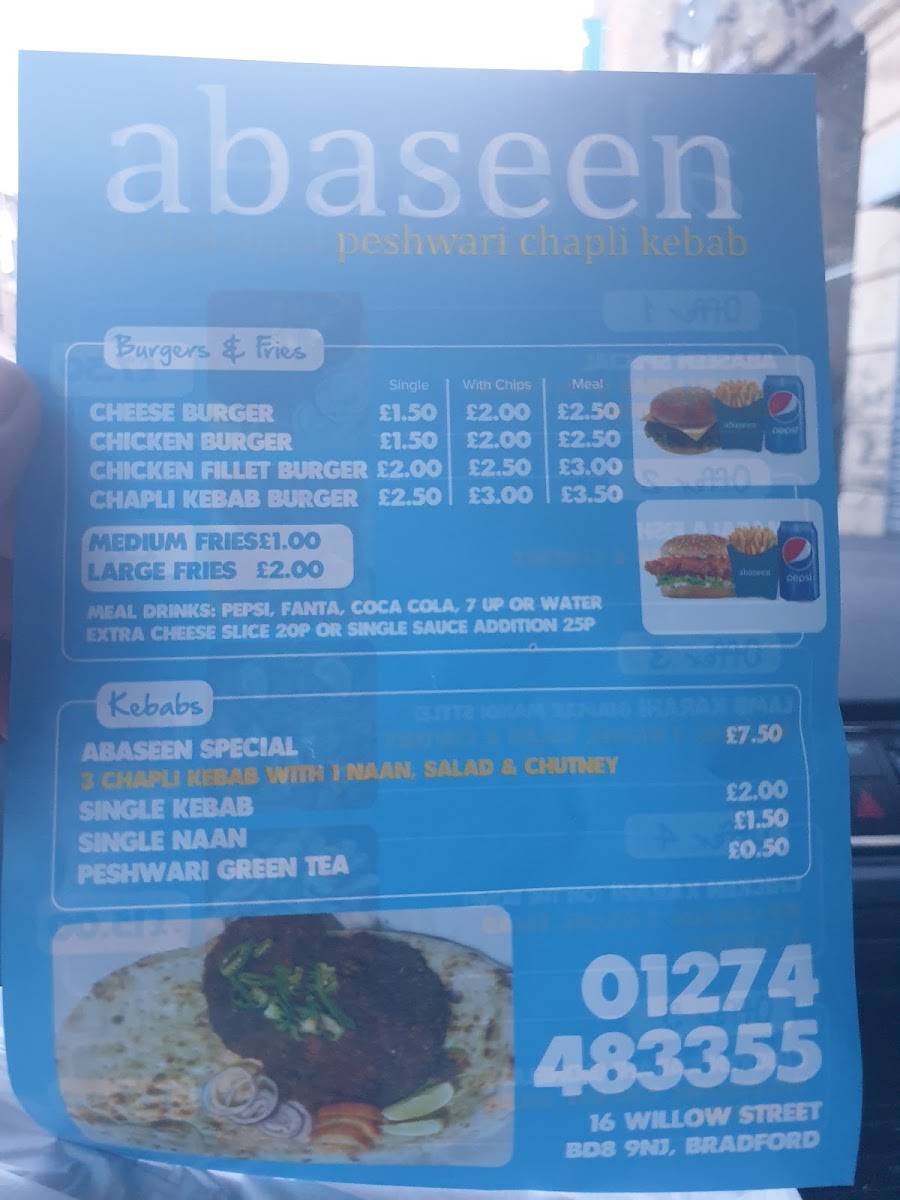 abaseen
peshwari chapli kebab
Burgers & Fries
Single With Chips Meal
CHEESE BURGER £1.50 £2.00 £2.50
CHICKEN BURGER £1.50 £2.00 £2.50
CHICKEN FILLET BURGER £2.00 £2.50 £3.00
CHAPLI KEBAB BURGER £2.50 £3.00 £3.50
abaseen
pepsi
MEDIUM FRIES£1.00
LARGE FRIES £2.00
abaseen
pepsi
MEAL DRINKS: PEPSI, FANTA, COCA COLA, 7 UP OR WATER
EXTRA CHEESE SLICE 20P OR SINGLE SAUCE ADDITION 25P
Kebabs
ABASEEN SPECIAL £7.50
3 CHAPLI KEBAB WITH 1 NAAN, SALAD & CHUTNEY
SINGLE KEBAB £2.00
SINGLE NAAN £1.50
PESHWARI GREEN TEA £0.50
01274
483355
16 WILLOW STREET
BD8 9NJ, BRADFORD